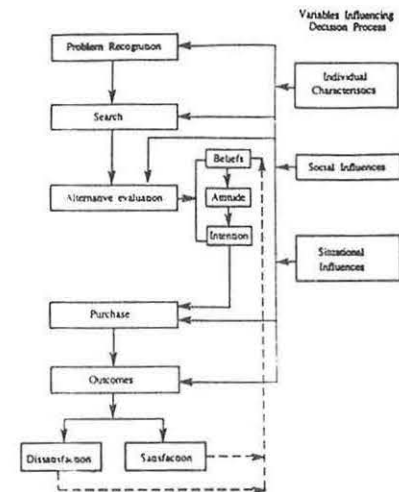 Variables Influencing
Decision Process
Problem Recognition
Individual
Characteristics
Search
Beliefs
Social Influences
Alternative evaluation
Attitude
Intention
Situational
Influences
Purchase
Outcomes
Dissatisfaction
Satisfaction